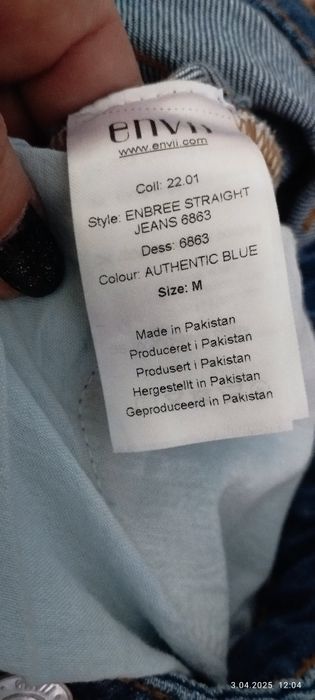 envii
www.envii.com
Coll: 22.01
Style: ENBREE STRAIGHT
JEANS 6863
Dess: 6863
Colour: AUTHENTIC BLUE
Size: M
Made in Pakistan
Produceret i Pakistan
Produsert i Pakistan
Hergestellt in Pakistan
Geproduceerd in Pakistan
3.04.2025 12:04